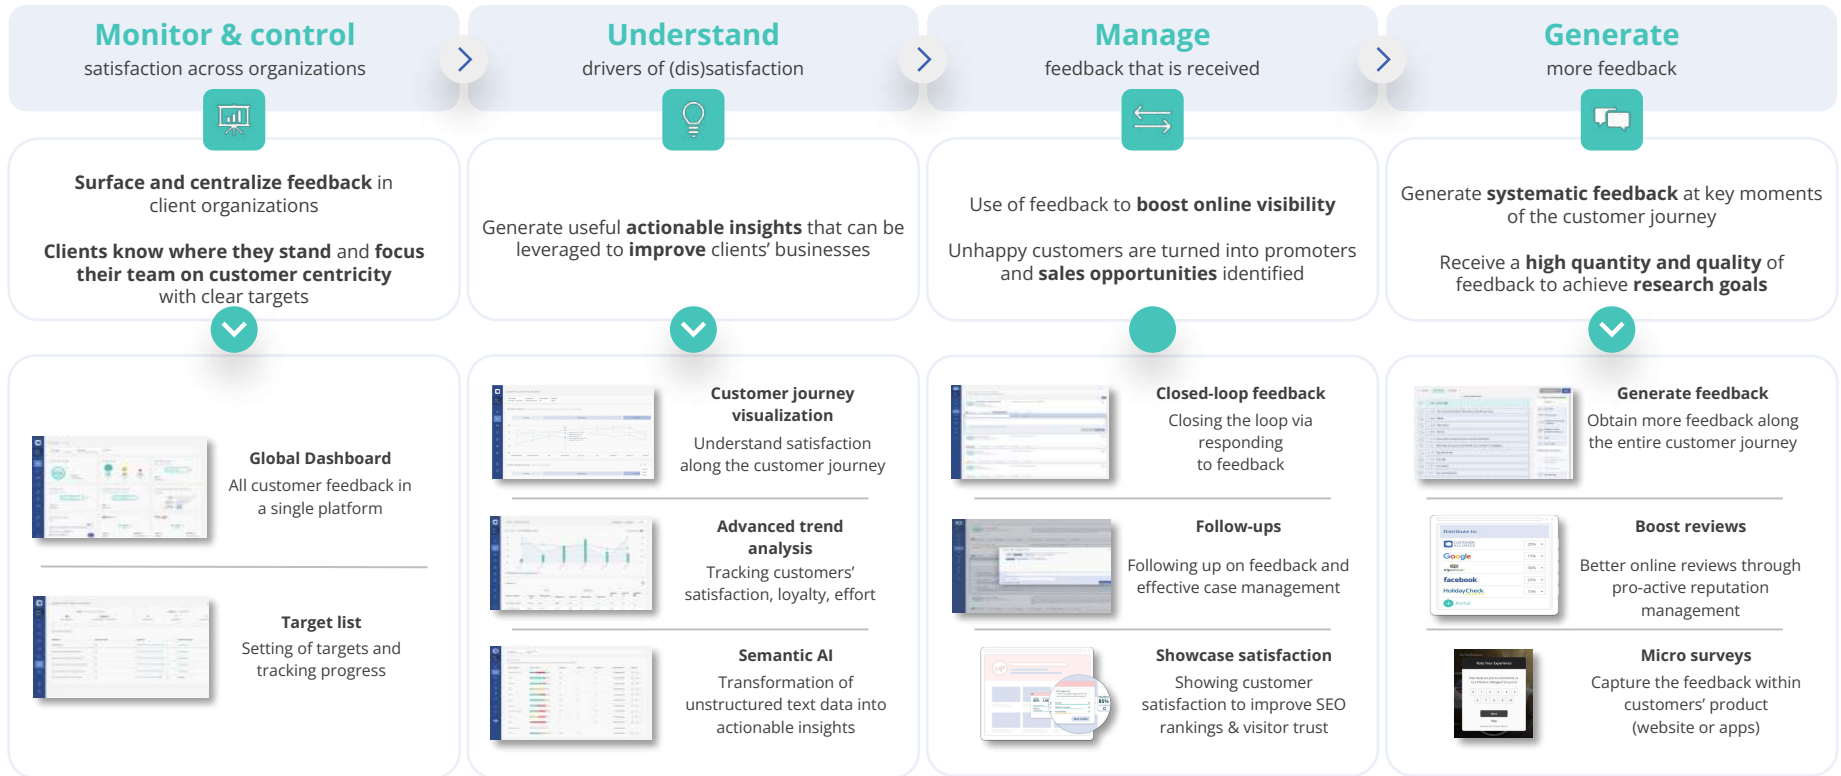 Monitor & control
satisfaction across organizations
Understand
drivers of (dis)satisfaction
Manage
feedback that is received
Generate
more feedback
Surface and centralize feedback in
client organizations
Clients know where they stand and focus
their team on customer centricity
with clear targets
Generate useful actionable insights that can be
leveraged to improve clients' businesses
Use of feedback to boost online visibility
Unhappy customers are turned into promoters
and sales opportunities identified
Generate systematic feedback at key moments
of the customer journey
Receive a high quantity and quality of
feedback to achieve research goals
Global Dashboard
All customer feedback in
a single platform
Target list
Setting of targets and
tracking progress
Customer journey
visualization
Understand satisfaction
along the customer journey
Advanced trend
analysis
Tracking customers'
satisfaction, loyalty, effort
Semantic AI
Transformation of
unstructured text data into
actionable insights
Closed-loop feedback
Closing the loop via
responding
to feedback
Follow-ups
Following up on feedback and
effective case management
Showcase satisfaction
Showing customer
satisfaction to improve SEO
rankings & visitor trust
85%
Generate feedback
Obtain more feedback along
the entire customer journey
Distribute to:
Google
facebook
HolidayCheck
Portal
Boost reviews
Better online reviews through
pro-active reputation
management
Rate Your Experience
Micro surveys
Capture the feedback within
customers' product
(website or apps)